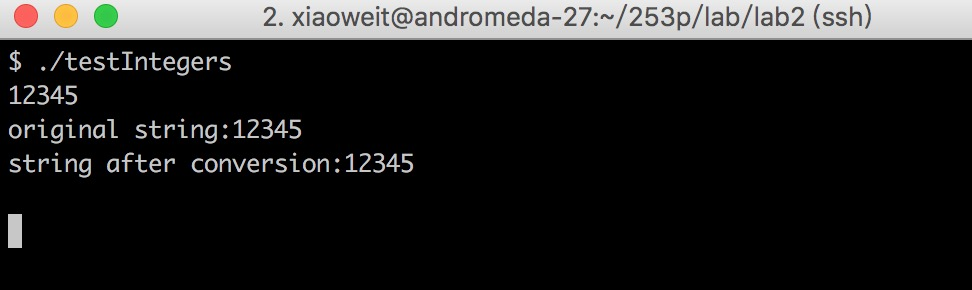 2. xiaoweit@andromeda-27:~/253p/lab/lab2 (ssh)
$ ./testIntegers
12345
original string:12345
string after conversion:12345